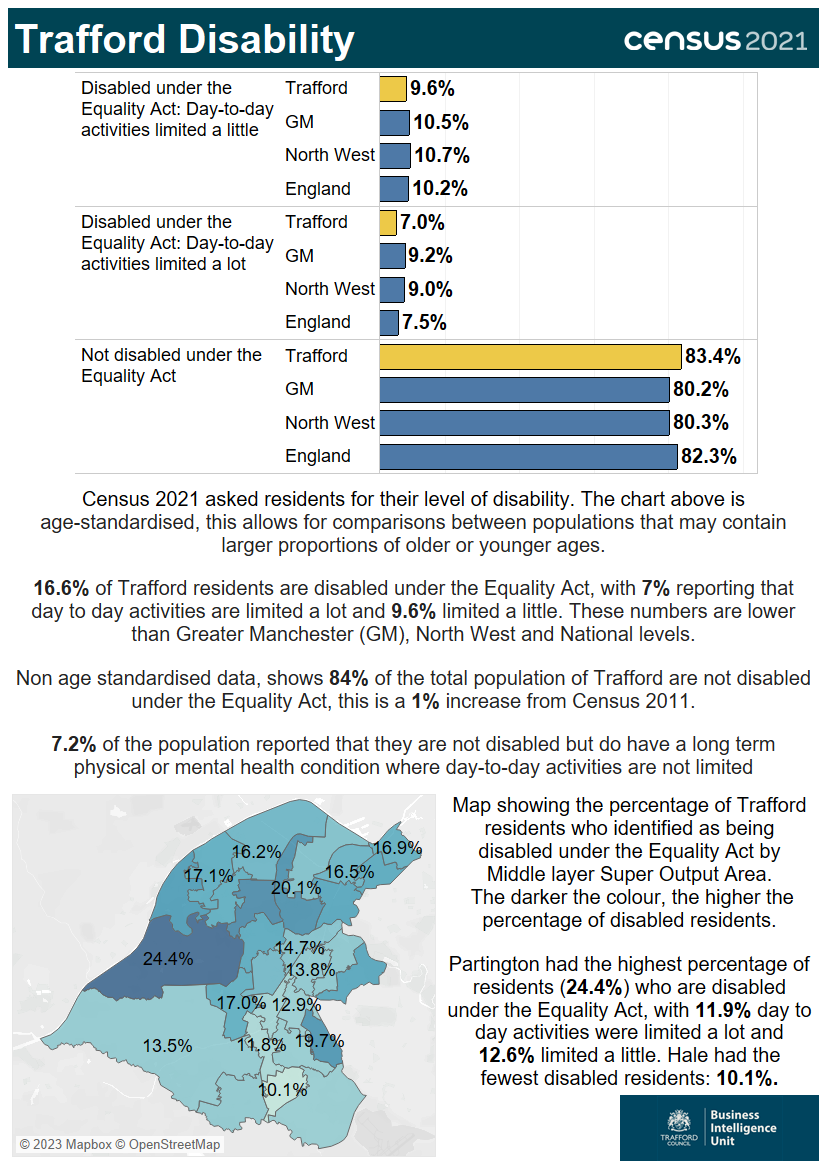 Trafford Disability
census 2021
Disabled under the
Equality Act: Day-to-day
activities limited a little
Trafford 9.6%
GM 10.5%
North West 10.7%
England 10.2%
Disabled under the
Equality Act: Day-to-day
activities limited a lot
Trafford 7.0%
GM 9.2%
North West 9.0%
England 7.5%
Not disabled under the
Equality Act
Trafford 83.4%
GM 80.2%
North West 80.3%
England 82.3%
Census 2021 asked residents for their level of disability. The chart above is
age-standardised, this allows for comparisons between populations that may contain
larger proportions of older or younger ages.
16.6% of Trafford residents are disabled under the Equality Act, with 7% reporting that
day to day activities are limited a lot and 9.6% limited a little. These numbers are lower
than Greater Manchester (GM), North West and National levels.
Non age standardised data, shows 84% of the total population of Trafford are not disabled
under the Equality Act, this is a 1% increase from Census 2011.
7.2% of the population reported that they are not disabled but do have a long term
physical or mental health condition where day-to-day activities are not limited
16.9%
16.2%
16.5%
17.1%
20.1%
14.7%
24.4%
13.8%
17.0%
12.9%
19.7%
11.8%
13.5%
10.1%
© 2023 Mapbox © OpenStreetMap
Map showing the percentage of Trafford
residents who identified as being
disabled under the Equality Act by
Middle layer Super Output Area.
The darker the colour, the higher the
percentage of disabled residents.
Partington had the highest percentage of
residents (24.4%) who are disabled
under the Equality Act, with 11.9% day to
day activities were limited a lot and
12.6% limited a little. Hale had the
fewest disabled residents: 10.1%.
TRAFFORD
COUNCIL
Business
Intelligence
Unit